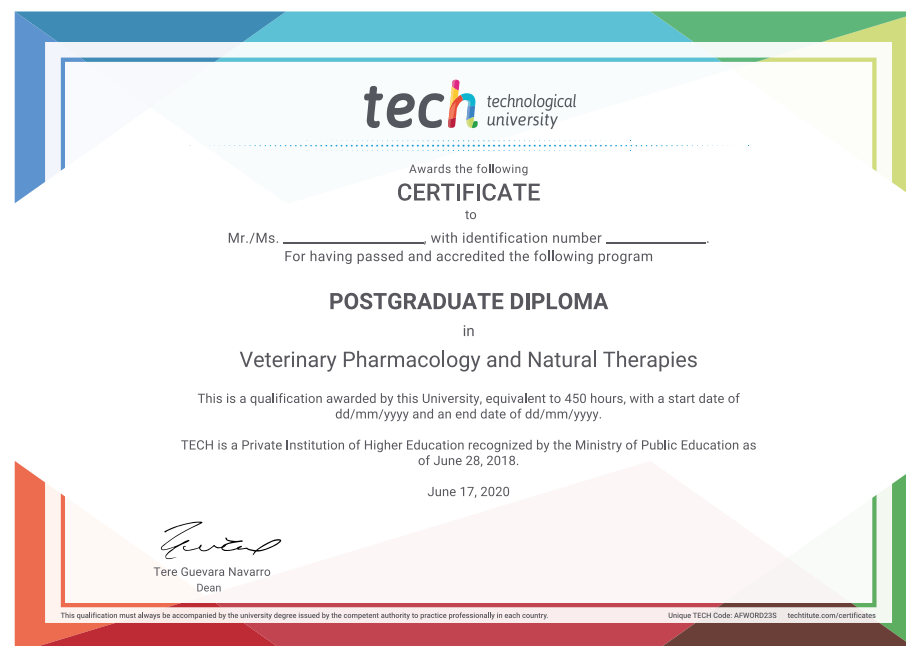 tech technological
university
Awards the following
CERTIFICATE
to
Mr./Ms. ____________, with identification number ____________.
For having passed and accredited the following program
POSTGRADUATE DIPLOMA
in
Veterinary Pharmacology and Natural Therapies
This is a qualification awarded by this University, equivalent to 450 hours, with a start date of
dd/mm/yyyy and an end date of dd/mm/yyyy.
TECH is a Private Institution of Higher Education recognized by the Ministry of Public Education as
of June 28, 2018.
June 17, 2020
Tere Guevara Navarro
Dean
This qualification must always be accompanied by the university degree issued by the competent authority to practice professionally in each country.
Unique TECH Code: AFWORD23S techtitute.com/certificates